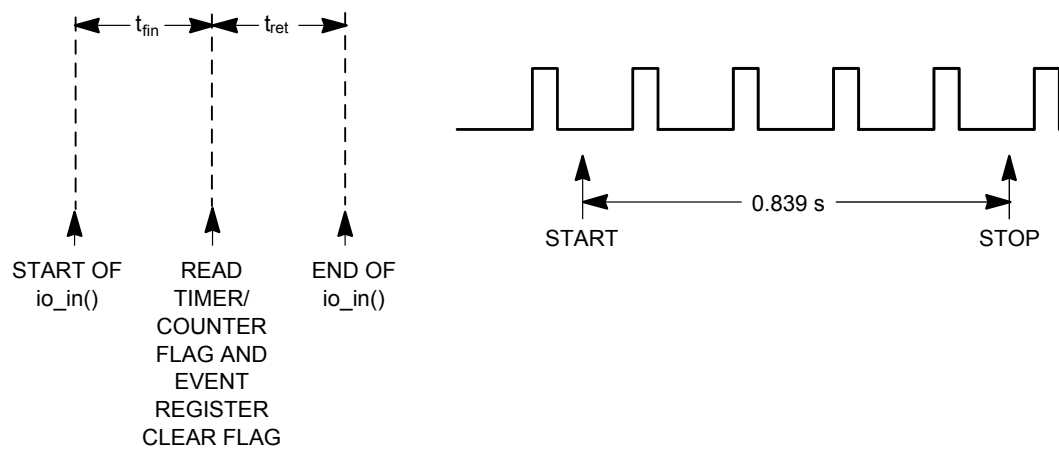 t_fin t_ret
START OF
io_in()
READ
TIMER/
COUNTER
FLAG AND
EVENT
REGISTER
CLEAR FLAG
END OF
io_in()
0.839 s
START
STOP